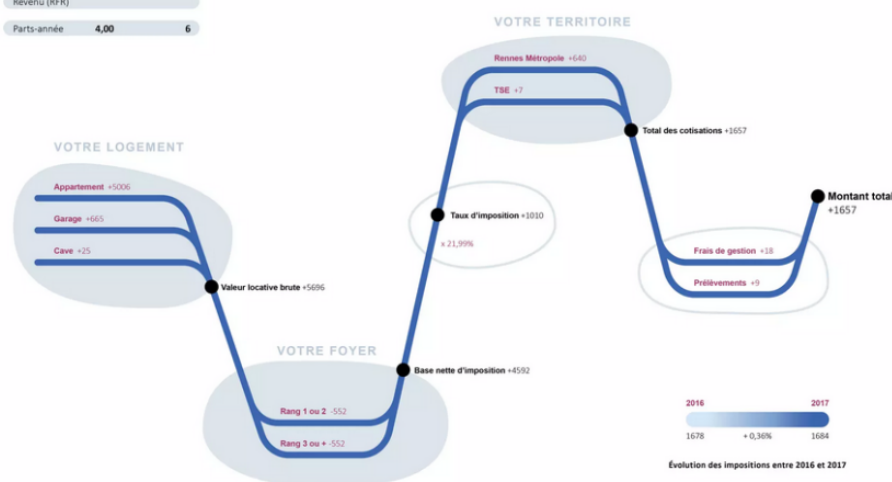 Revenu (RFR)
Parts-année 4,00 6
VOTRE TERRITOIRE
Rennes Métropole +640
TSE +7
Total des cotisations +1657
VOTRE LOGEMENT
Appartement +5006
Garage +665
Cave +25
Valeur locative brute +5696
Taux d'imposition +1010
x 21,99%
Montant total
+1657
Frais de gestion +18
Prélèvements +9
VOTRE FOYER
Base nette d'imposition +4592
Rang 1 ou 2 -552
Rang 3 ou + -552
2016 2017
1678 + 0,36% 1684
Évolution des impositions entre 2016 et 2017